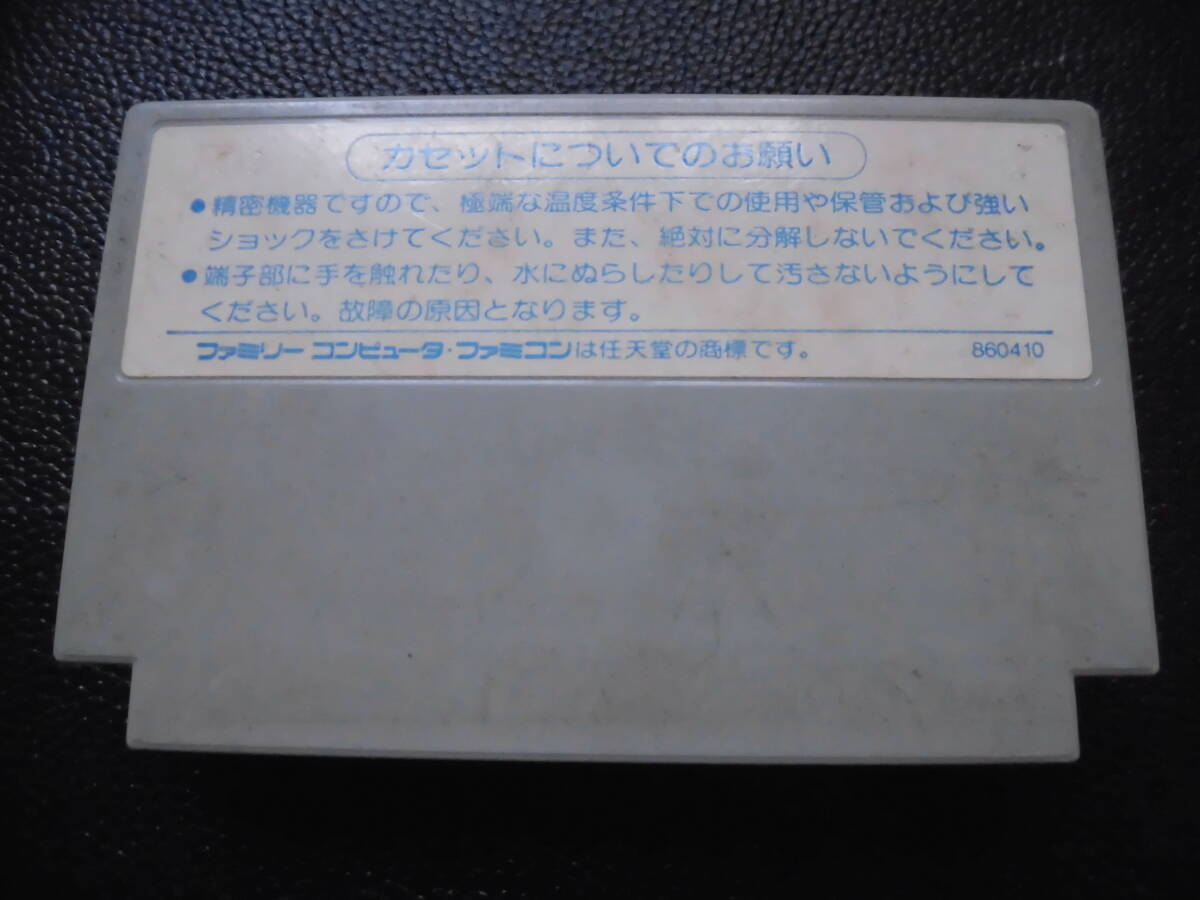 カセットについてのお願い
●精密機器ですので、極端な温度条件下での使用や保管および強い
ショックをさけてください。また、絶対に分解しないでください。
●端子部に手を触れたり、水にぬらしたりして汚さないようにして
ください。故障の原因となります。
ファミリー コンピュータ・ファミコンは任天堂の商標です。 860410